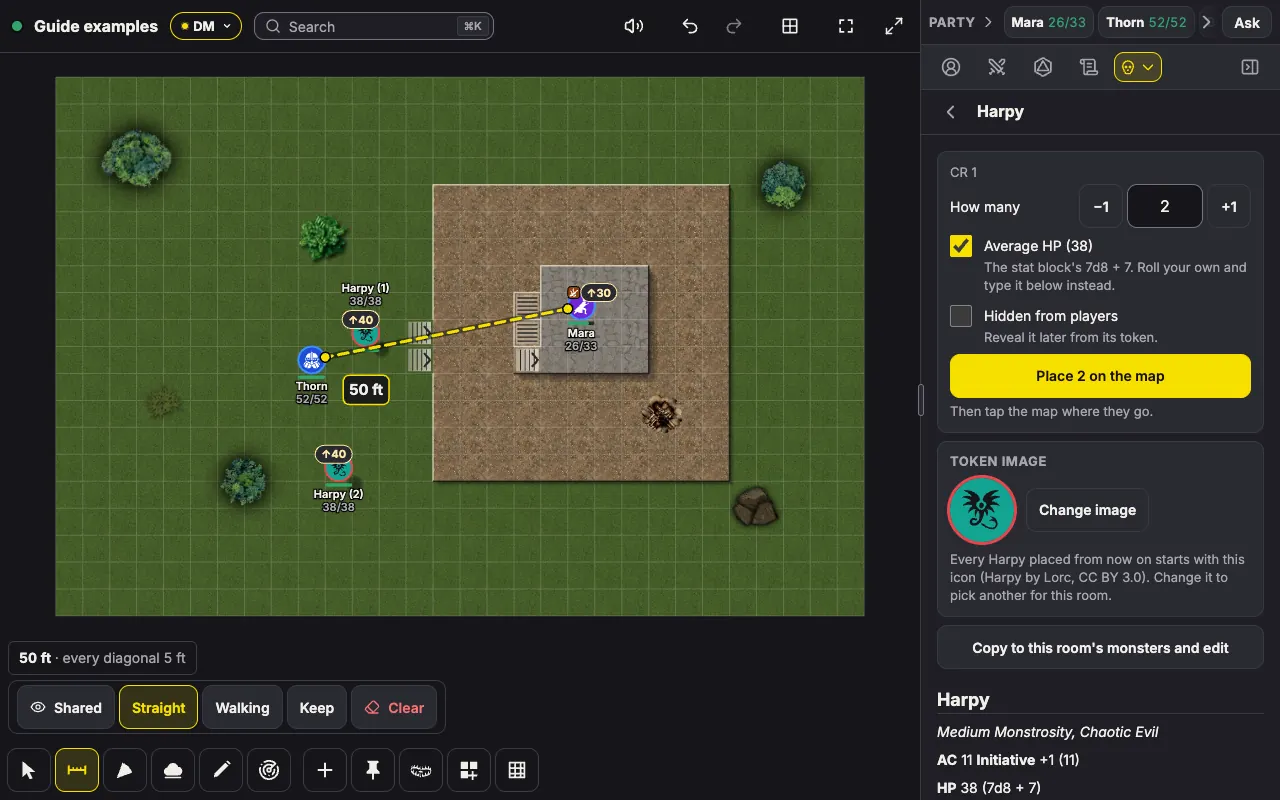 Guide examples
DM
Search
⌘K
PARTY
Mara 26/33
Thorn 52/52
Ask
Harpy
CR 1
How many
−1
2
+1
Average HP (38)
The stat block's 7d8 + 7. Roll your own and
type it below instead.
Hidden from players
Reveal it later from its token.
Place 2 on the map
Then tap the map where they go.
TOKEN IMAGE
Change image
Every Harpy placed from now on starts with this
icon (Harpy by Lorc, CC BY 3.0). Change it to
pick another for this room.
Copy to this room's monsters and edit
Harpy
Medium Monstrosity, Chaotic Evil
AC 11 Initiative +1 (11)
HP 38 (7d8 + 7)
Harpy (1)
38/38
↑40
↑30
Mara
26/33
Thorn
52/52
50 ft
↑40
Harpy (2)
38/38
50 ft · every diagonal 5 ft
Shared
Straight
Walking
Keep
Clear